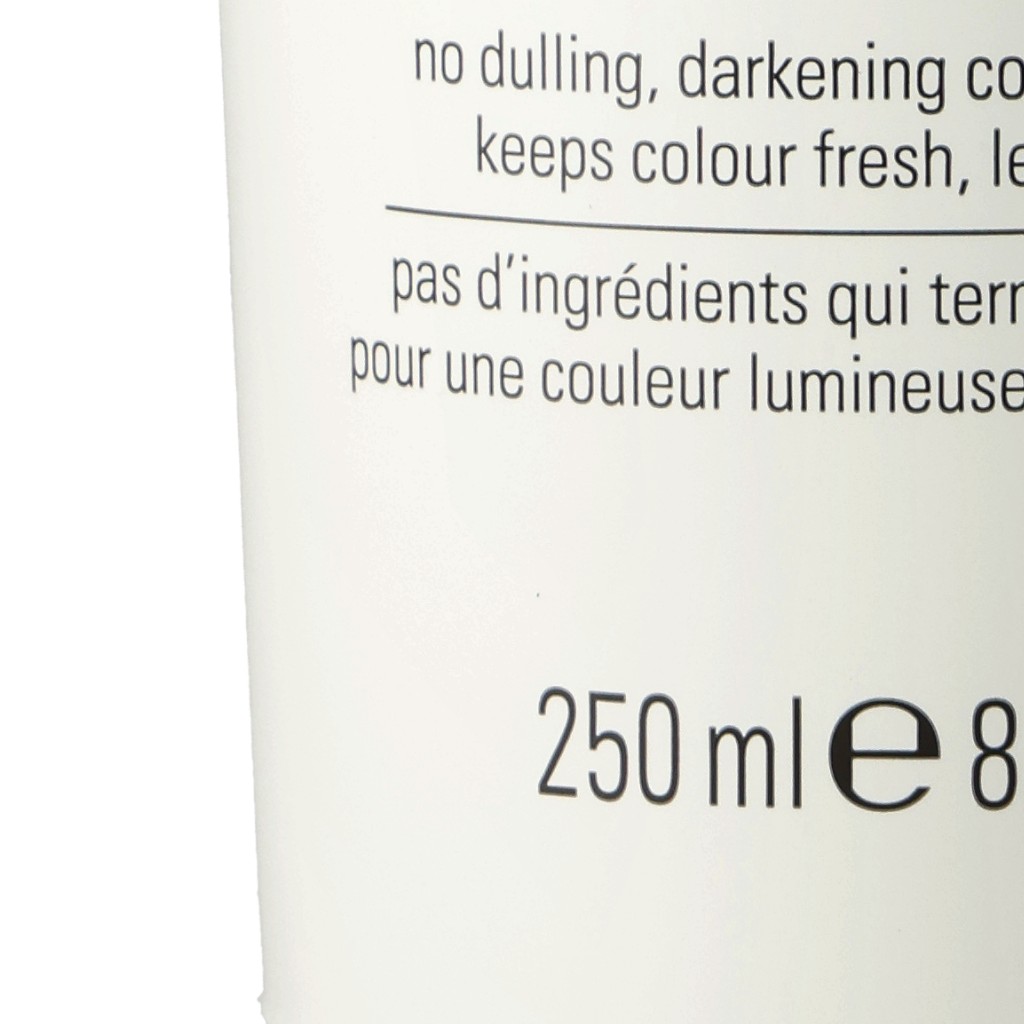 no dulling, darkening co
keeps colour fresh, le
pas d'ingrédients qui tern
pour une couleur lumineuse
250 ml e 8